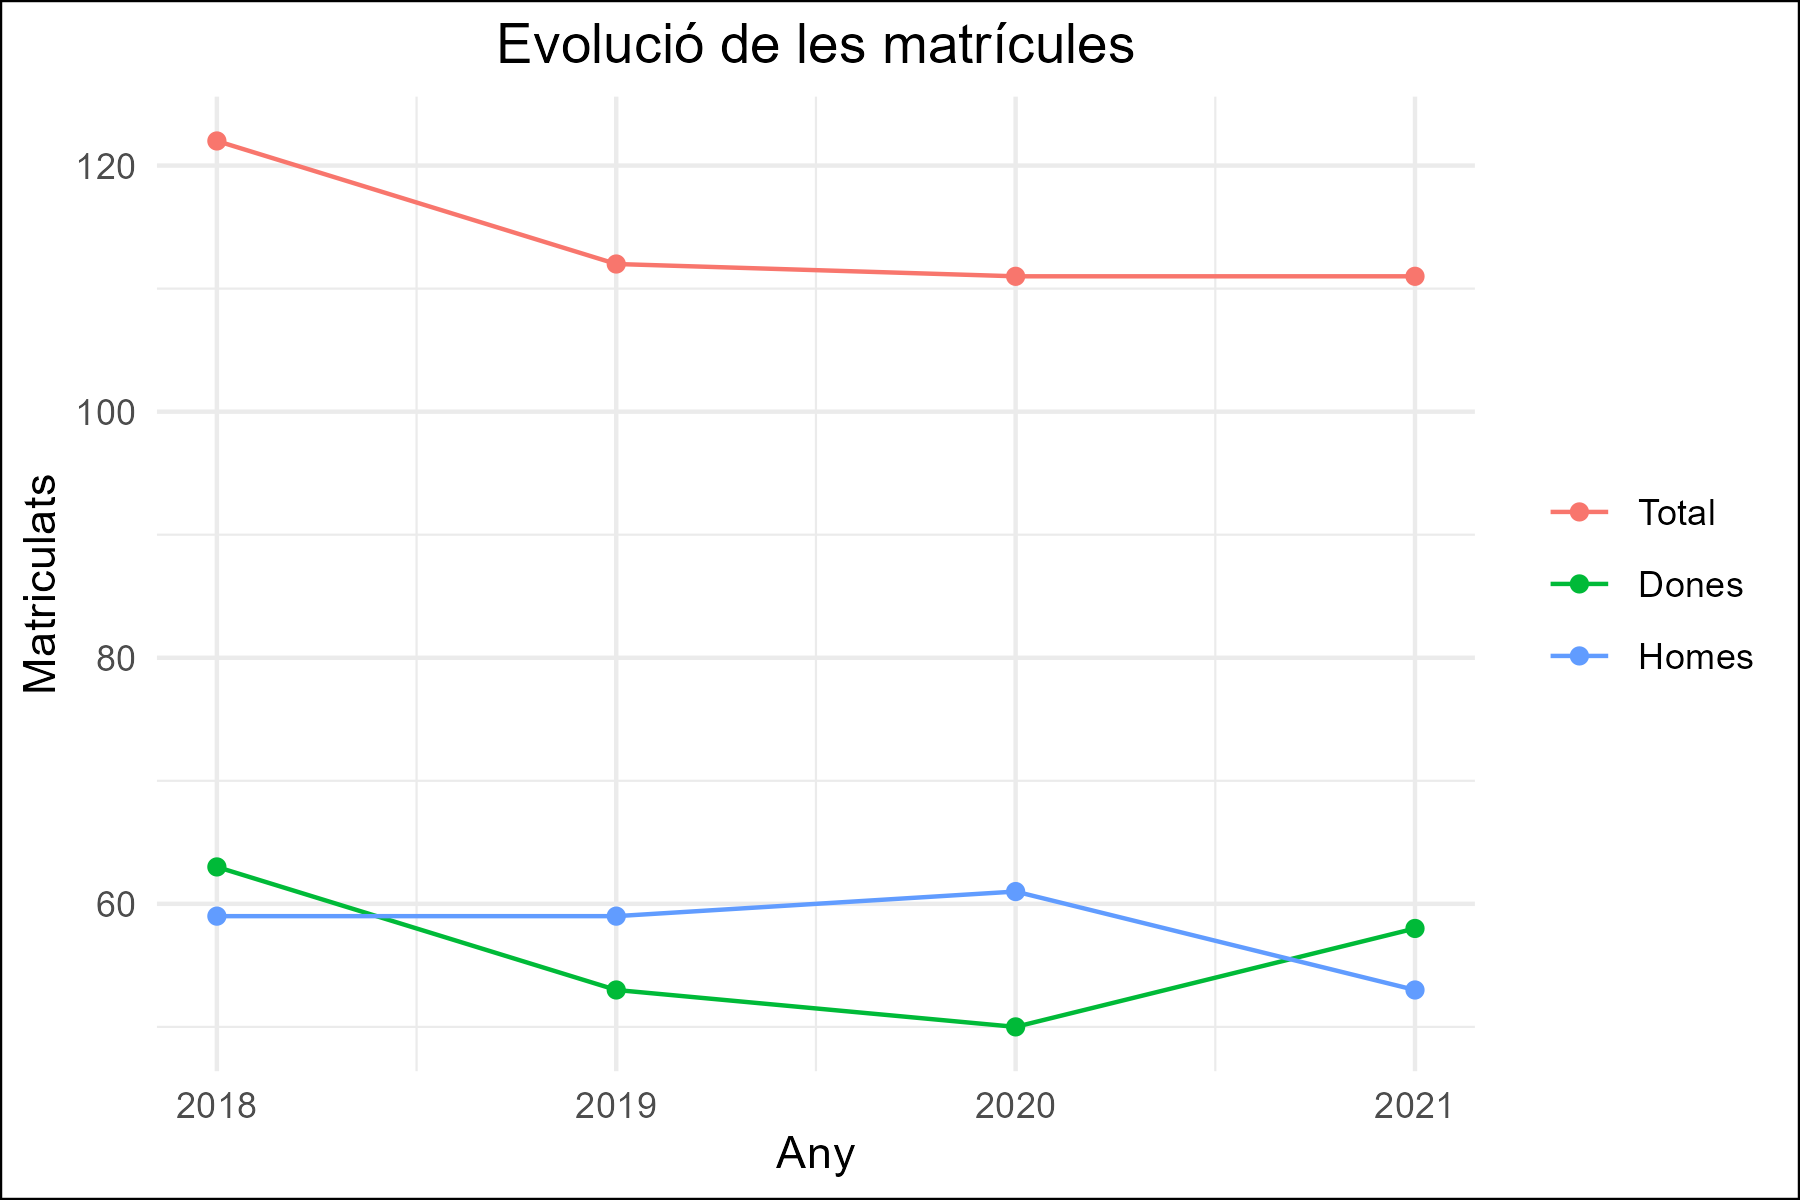 Evolució de les matrícules
120
100
80
60
Matriculats
2018 2019 2020 2021
Any
Total
Dones
Homes